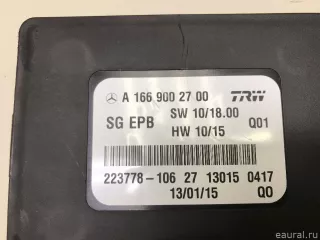 A 166 900 27 00 TRW
SG EPB SW 10/18.00 Q01
HW 10/15
223778-106 27 13015 0417
13/01/15 QO
© eaural.ru